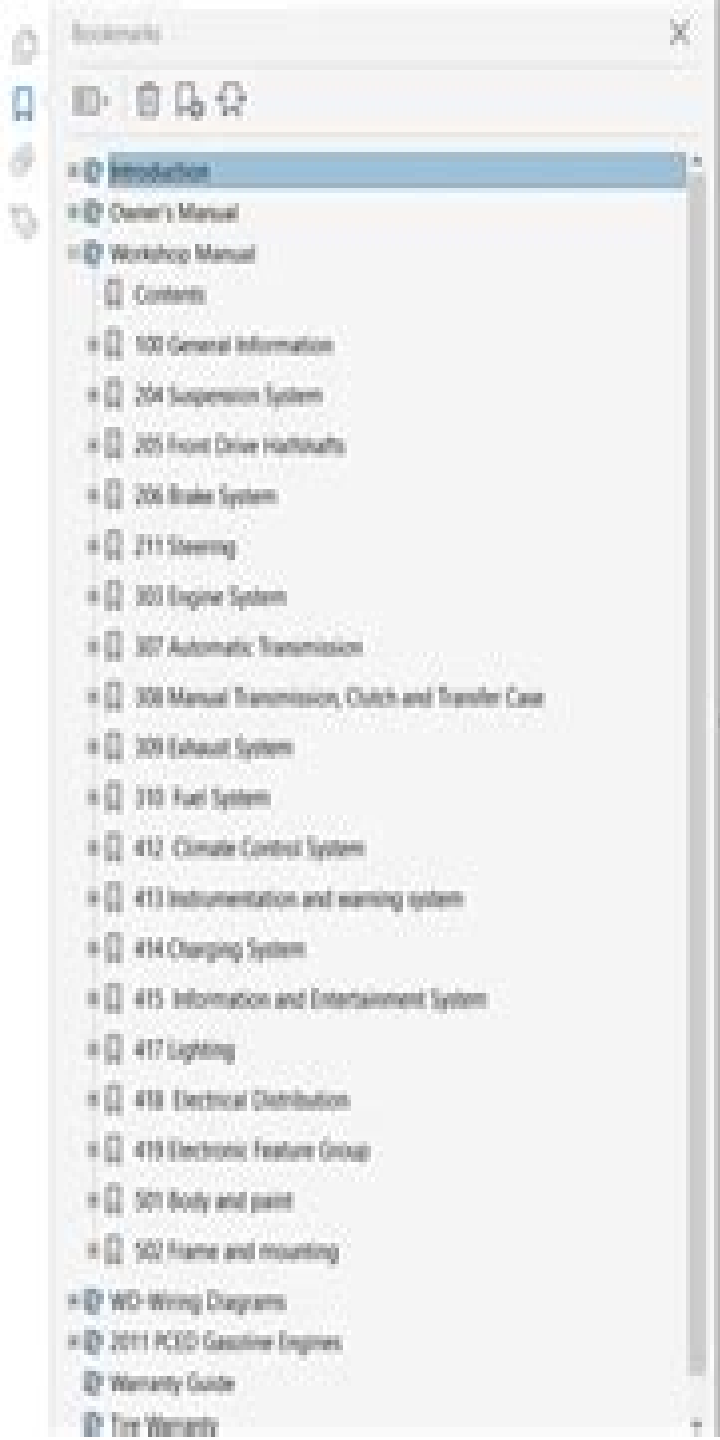 Bookmarks
Introduction
Owner's Manual
Workshop Manual
Contents
100 General Information
204 Suspension System
205 Front Drive Halfshafts
206 Brake System
211 Steering
303 Engine System
307 Automatic Transmission
308 Manual Transmission, Clutch and Transfer Case
309 Exhaust System
310 Fuel System
412 Climate Control System
413 Instrumentation and warning system
414 Charging System
415 Information and Entertainment System
417 Lighting
418 Electrical Distribution
419 Electronic Feature Group
501 Body and paint
502 Frame and mounting
WD-Wiring Diagrams
2011 PCED Gasoline Engines
Warranty Guide
Tire Warranty